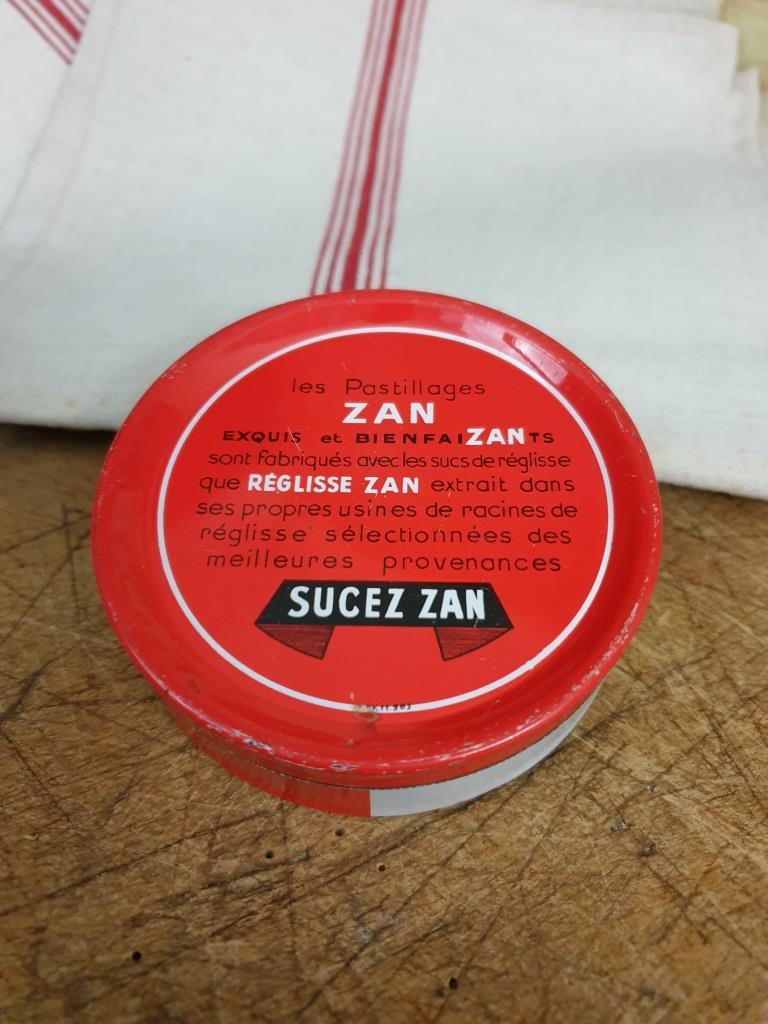 les Pastillages
ZAN
EXQUIS et BIENFAIZANTS
sont fabriqués avec les sucs de réglisse
que RÉGLISSE ZAN extrait dans
ses propres usines de racines de
réglisse sélectionnées des
meilleures provenances
SUCEZ ZAN